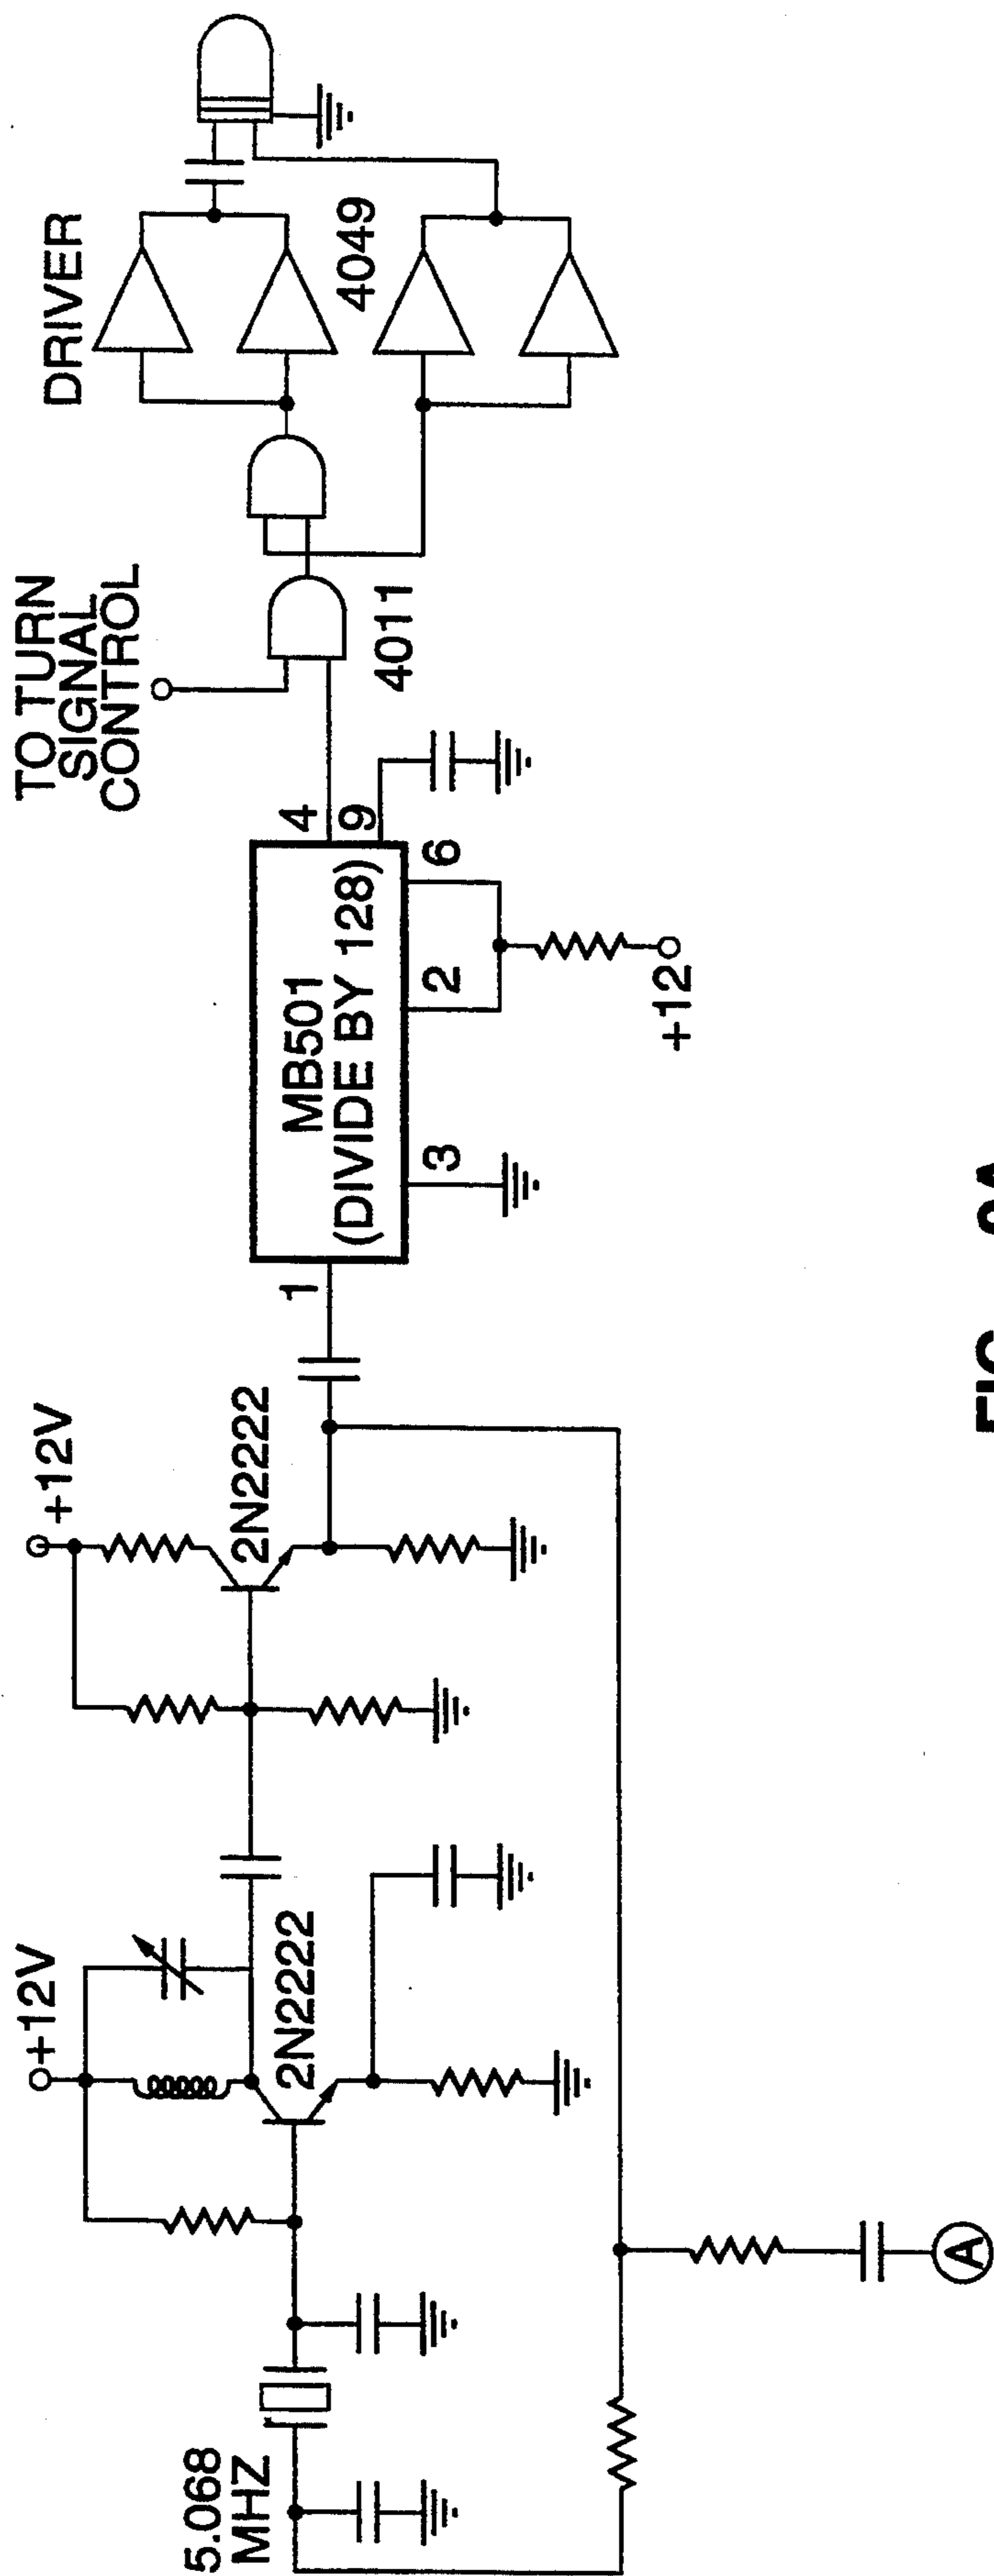 5.068
MHZ
+12V
2N2222
+12V
2N2222
1
MB501
(DIVIDE BY 128)
3
2
6
4
9
+12
TO TURN
SIGNAL
CONTROL
4011
DRIVER
4049
A